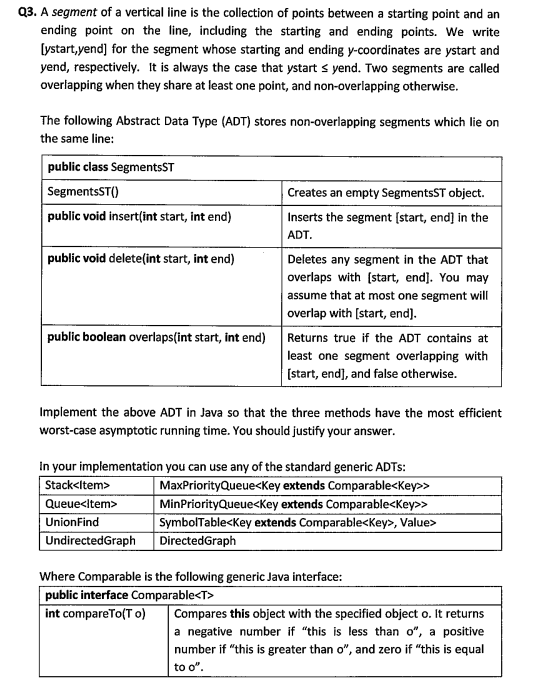 Q3. A segment of a vertical line is the collection of points between a starting point and an
ending point on the line, including the starting and ending points. We write
[ystart,yend] for the segment whose starting and ending y-coordinates are ystart and
yend, respectively. It is always the case that ystart ≤ yend. Two segments are called
overlapping when they share at least one point, and non-overlapping otherwise.
The following Abstract Data Type (ADT) stores non-overlapping segments which lie on
the same line:
public class SegmentsST
SegmentsST()
Creates an empty SegmentsST object.
public void insert(int start, int end)
Inserts the segment [start, end] in the
ADT.
public void delete(int start, int end)
Deletes any segment in the ADT that
overlaps with [start, end]. You may
assume that at most one segment will
overlap with [start, end].
public boolean overlaps(int start, int end)
Returns true if the ADT contains at
least one segment overlapping with
[start, end], and false otherwise.
Implement the above ADT in Java so that the three methods have the most efficient
worst-case asymptotic running time. You should justify your answer.
In your implementation you can use any of the standard generic ADTs:
Stack<Item>
MaxPriorityQueue<Key extends Comparable<Key>>
Queue<Item>
MinPriorityQueue<Key extends Comparable<Key>>
UnionFind
SymbolTable<Key extends Comparable<Key>, Value>
UndirectedGraph
DirectedGraph
Where Comparable is the following generic Java interface:
public interface Comparable<T>
int compareTo(T o)
Compares this object with the specified object o. It returns
a negative number if "this is less than o", a positive
number if "this is greater than o", and zero if "this is equal
to o".